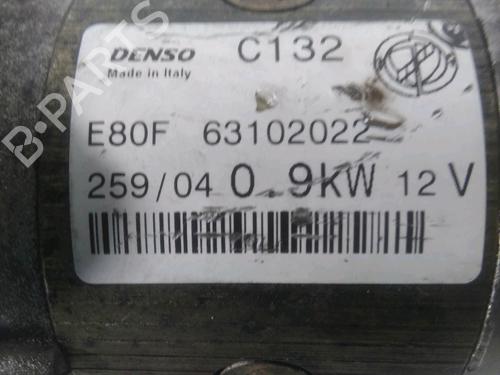 DENSO C132
Made in Italy
E80F 63102022
259/04 0.9KW 12 V
B-PARTS